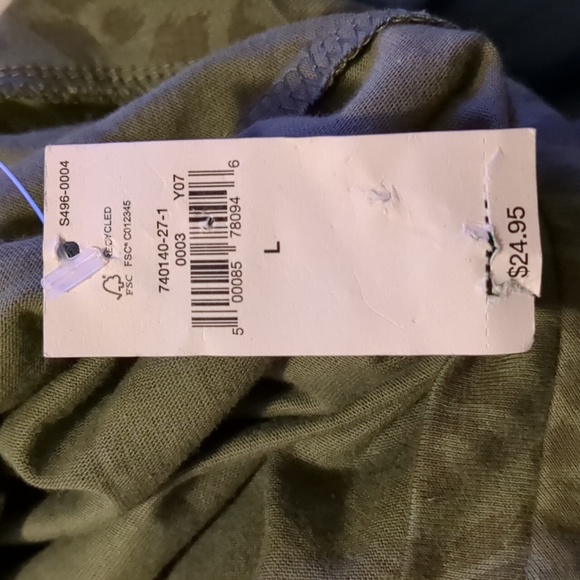 S496-0004
RECYCLED
FSC® C012345
FSC
740140-27-1
0003 Y07
5 00085 78094 6
L
$24.95